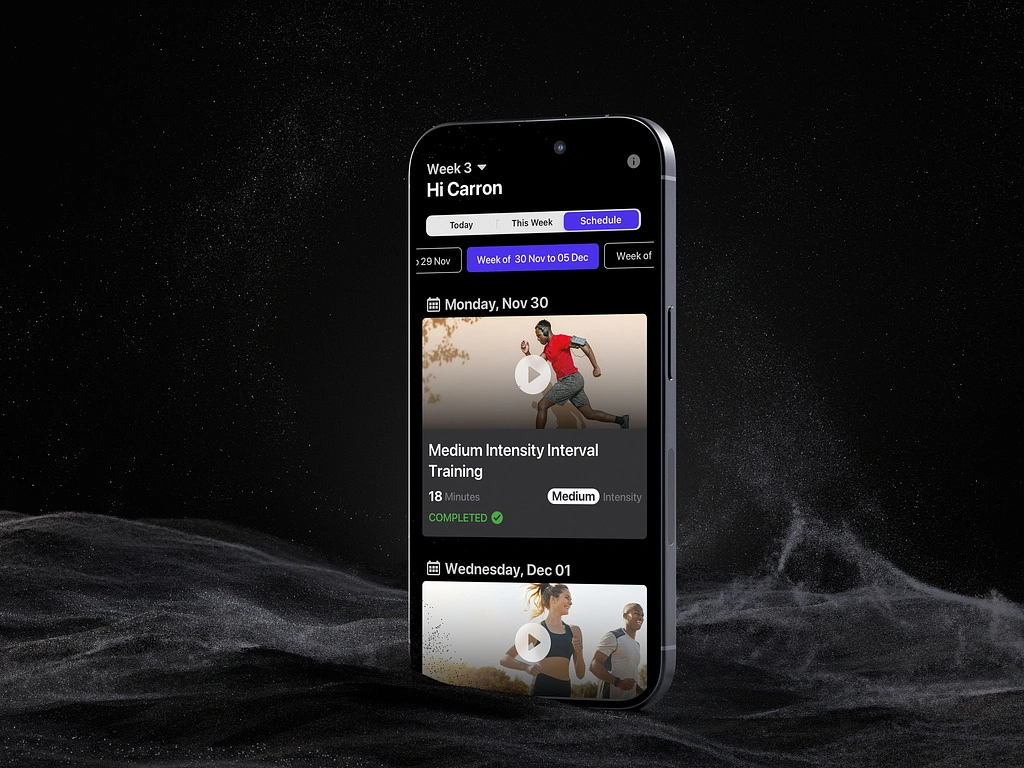 Week 3
Hi Carron
Today This Week Schedule
29 Nov Week of 30 Nov to 05 Dec Week of
Monday, Nov 30
Medium Intensity Interval
Training
18 Minutes Medium Intensity
COMPLETED
Wednesday, Dec 01